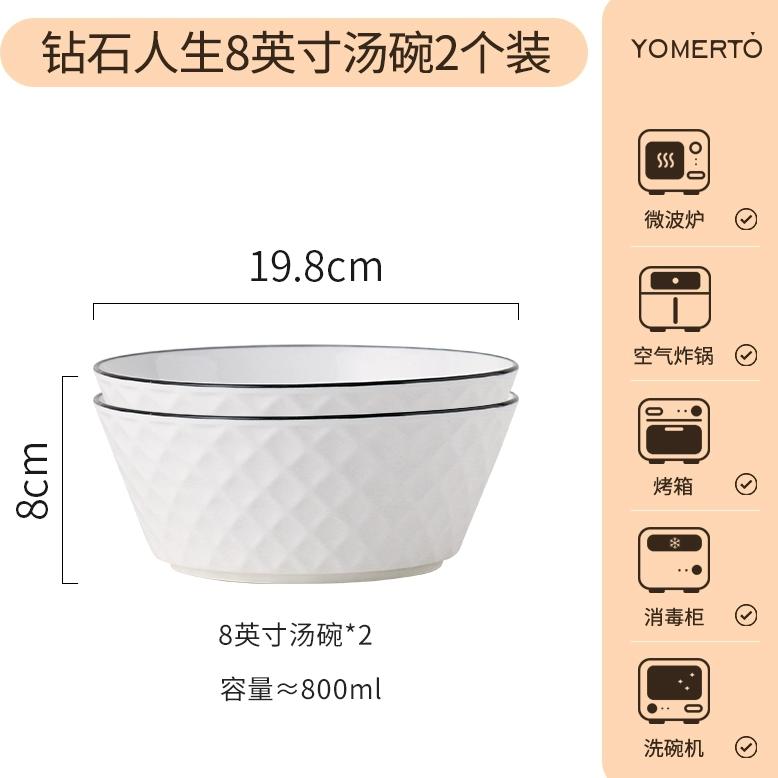 钻石人生8英寸汤碗2个装
YOMERTO
19.8cm
8cm
8英寸汤碗*2
容量≈800ml
微波炉
空气炸锅
烤箱
消毒柜
洗碗机